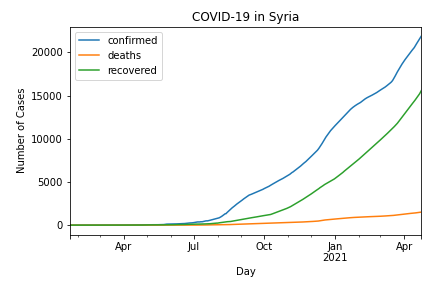 COVID-19 in Syria
confirmed
deaths
recovered
Number of Cases
20000
15000
10000
5000
0
Apr
Jul
Oct
Jan
2021
Apr
Day